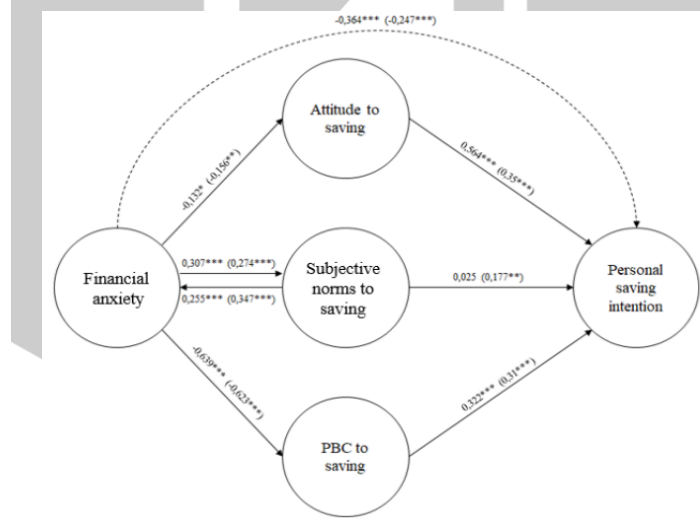 -0,364*** (-0,247***)
Attitude to
saving
-0,132* (-0,156**)
0,564*** (0,35***)
0,307*** (0,274***)
Financial
anxiety
Subjective
norms to
saving
0,025 (0,177**)
Personal
saving
intention
0,255*** (0,347***)
-0,639*** (-0,623***)
0,322*** (0,31***)
PBC to
saving